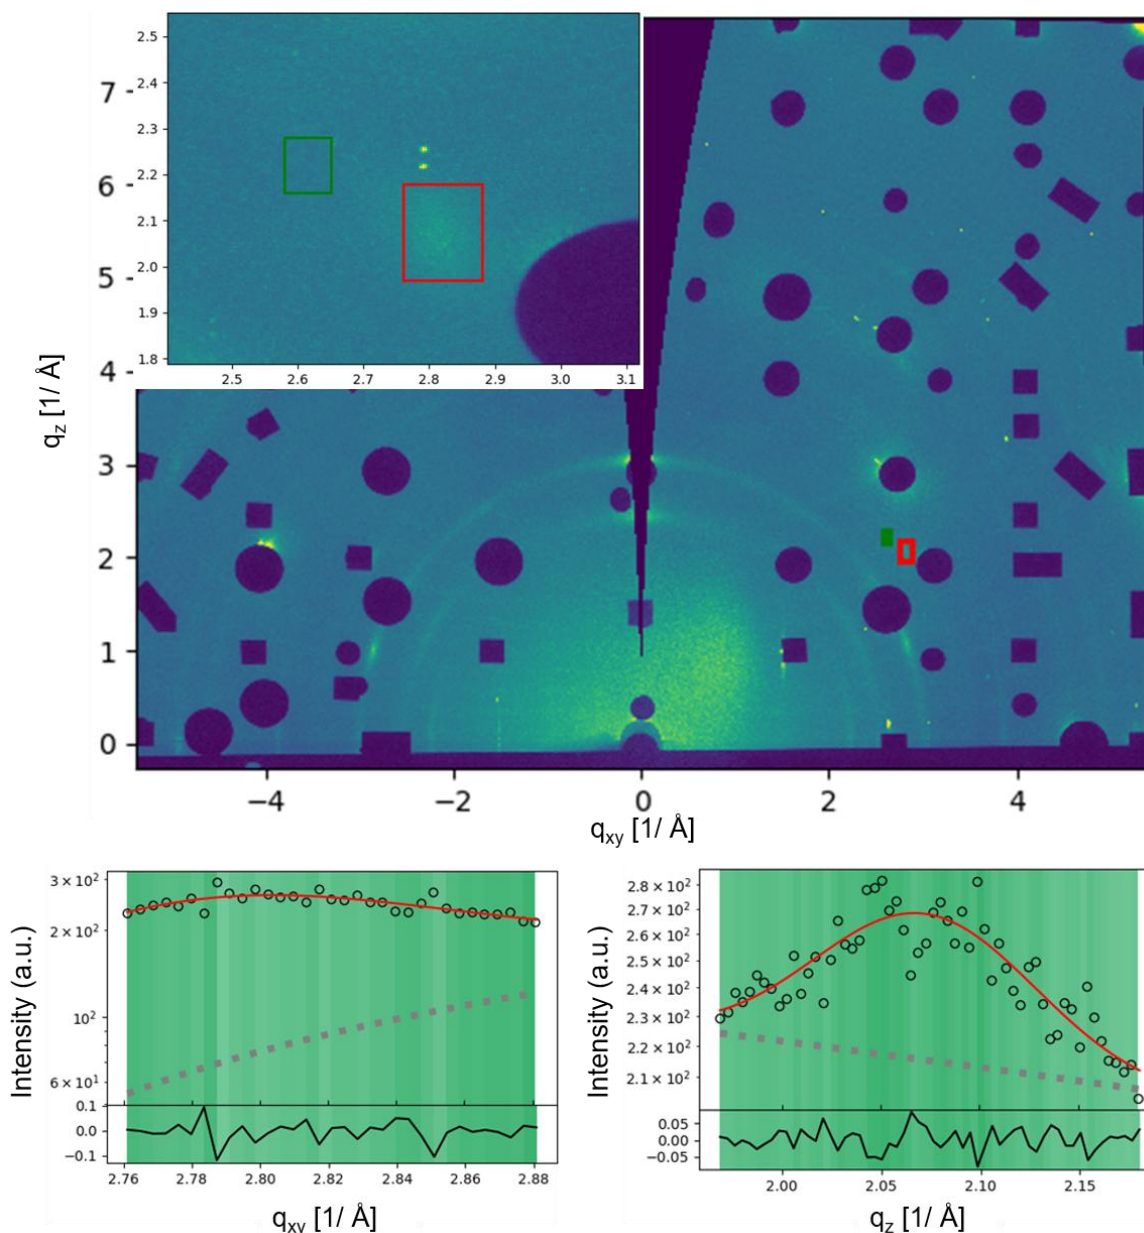 2.5
2.4
2.3
2.2
2.1
2.0
1.9
1.8
2.5 2.6 2.7 2.8 2.9 3.0 3.1
7
6
5
4
3
2
1
0
q_z [1/ Å]
−4 −2 0 2 4
q_xy [1/ Å]
3 × 10²
2 × 10²
10²
6 × 10¹
0.1
0.0
−0.1
Intensity (a.u.)
2.76 2.78 2.80 2.82 2.84 2.86 2.88
q_xy [1/ Å]
2.8 × 10²
2.7 × 10²
2.6 × 10²
2.5 × 10²
2.4 × 10²
2.3 × 10²
2.2 × 10²
2.1 × 10²
0.05
0.00
−0.05
Intensity (a.u.)
2.00 2.05 2.10 2.15
q_z [1/ Å]